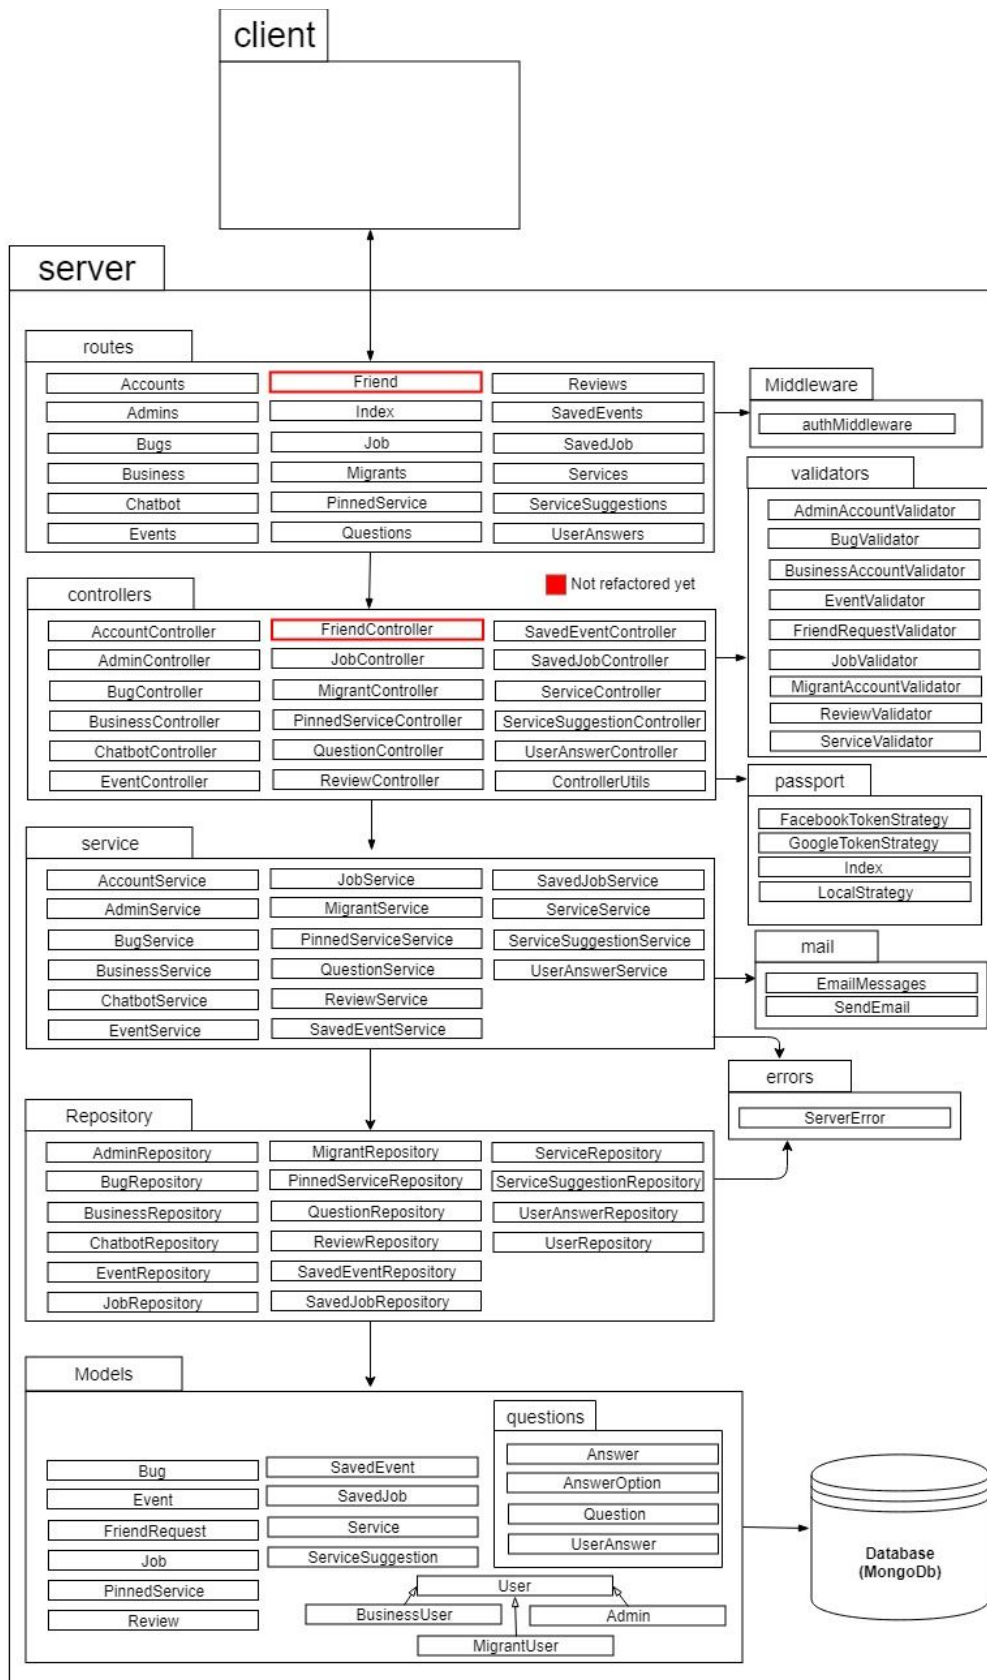 client
server
routes
Accounts
Admins
Bugs
Business
Chatbot
Events
Friend
Index
Job
Migrants
PinnedService
Questions
Reviews
SavedEvents
SavedJob
Services
ServiceSuggestions
UserAnswers
Middleware
authMiddleware
validators
AdminAccountValidator
BugValidator
BusinessAccountValidator
EventValidator
FriendRequestValidator
JobValidator
MigrantAccountValidator
ReviewValidator
ServiceValidator
Not refactored yet
controllers
AccountController
AdminController
BugController
BusinessController
ChatbotController
EventController
FriendController
JobController
MigrantController
PinnedServiceController
QuestionController
ReviewController
SavedEventController
SavedJobController
ServiceController
ServiceSuggestionController
UserAnswerController
ControllerUtils
passport
FacebookTokenStrategy
GoogleTokenStrategy
Index
LocalStrategy
service
AccountService
AdminService
BugService
BusinessService
ChatbotService
EventService
JobService
MigrantService
PinnedServiceService
QuestionService
ReviewService
SavedEventService
SavedJobService
ServiceService
ServiceSuggestionService
UserAnswerService
mail
EmailMessages
SendEmail
errors
ServerError
Repository
AdminRepository
BugRepository
BusinessRepository
ChatbotRepository
EventRepository
JobRepository
MigrantRepository
PinnedServiceRepository
QuestionRepository
ReviewRepository
SavedEventRepository
SavedJobRepository
ServiceRepository
ServiceSuggestionRepository
UserAnswerRepository
UserRepository
Models
Bug
Event
FriendRequest
Job
PinnedService
Review
SavedEvent
SavedJob
Service
ServiceSuggestion
questions
Answer
AnswerOption
Question
UserAnswer
User
BusinessUser
Admin
MigrantUser
Database
(MongoDb)